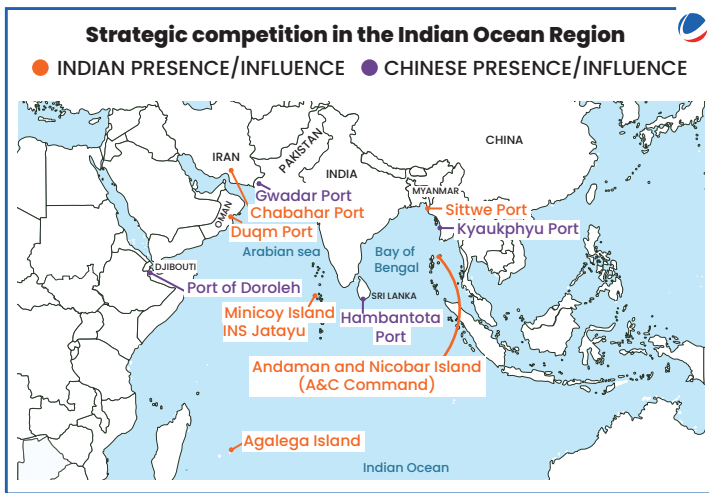 Strategic competition in the Indian Ocean Region
INDIAN PRESENCE/INFLUENCE
CHINESE PRESENCE/INFLUENCE
CHINA
PAKISTAN
IRAN
INDIA
MYANMAR
Gwadar Port
Chabahar Port
OMAN
Duqm Port
Sittwe Port
Kyaukphyu Port
Arabian sea
Bay of
Bengal
DJIBOUTI
Port of Doroleh
SRI LANKA
Minicoy Island
INS Jatayu
Hambantota
Port
Andaman and Nicobar Island
(A&C Command)
Agalega Island
Indian Ocean